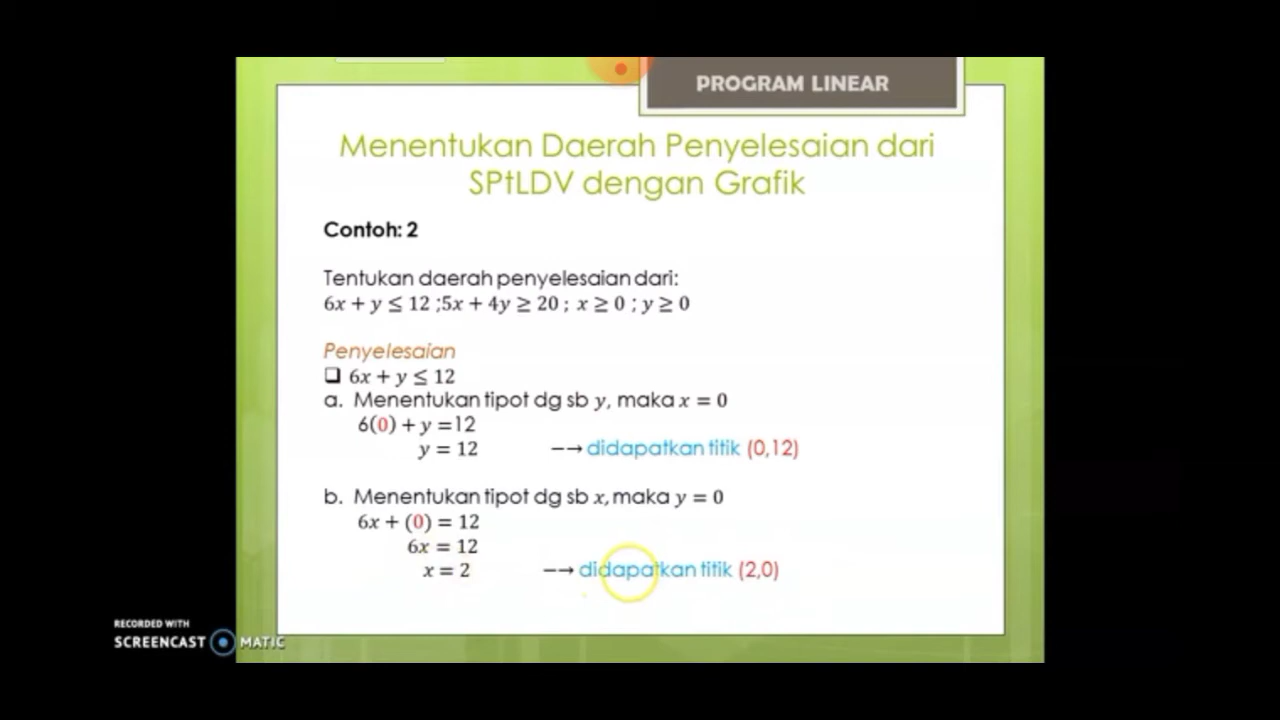 PROGRAM LINEAR
Menentukan Daerah Penyelesaian dari
SPtLDV dengan Grafik
Contoh: 2
Tentukan daerah penyelesaian dari:
6x + y ≤ 12 ;5x + 4y ≥ 20 ; x ≥ 0 ; y ≥ 0
Penyelesaian
❑ 6x + y ≤ 12
a. Menentukan tipot dg sb y, maka x = 0
6(0) + y =12
y = 12 −→ didapatkan titik (0,12)
b. Menentukan tipot dg sb x, maka y = 0
6x + (0) = 12
6x = 12
x = 2 −→ didapatkan titik (2,0)
RECORDED WITH
SCREENCAST MATIC